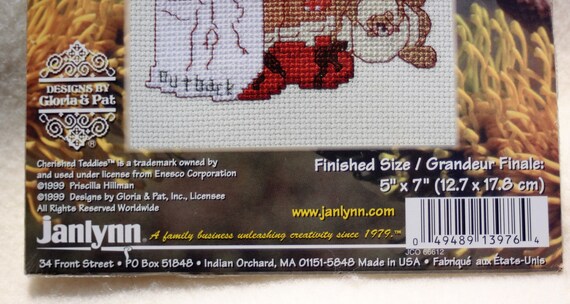 Outback
DESIGNS BY
Gloria & Pat
®
Cherished Teddies™ is a trademark owned by
and used under license from Enesco Corporation
©1999 Priscilla Hillman
©1999 Designs by Gloria & Pat, Inc., Licensee
All Rights Reserved Worldwide
Finished Size / Grandeur Finale:
5" x 7" (12.7 x 17.8 cm)
www.janlynn.com
Janlynn® A family business unleashing creativity since 1979.™
0 49489 13976 4
JCO 66612
34 Front Street • PO Box 51848 • Indian Orchard, MA 01151-5848 Made in USA • Fabriqué aux États-Unis